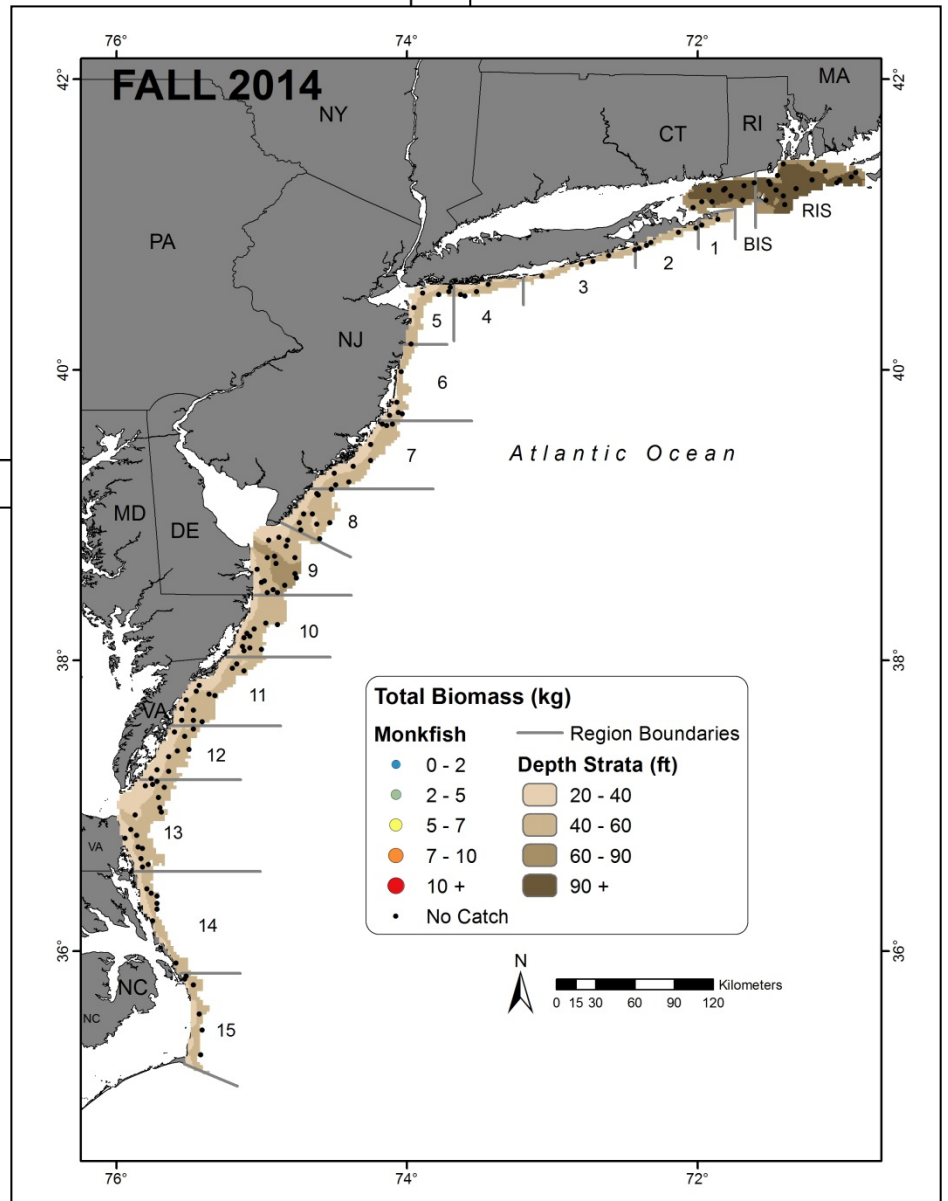 76°
74°
72°
FALL 2014
42°
42°
MA
NY
CT
RI
PA
RIS
BIS
1
2
3
4
5
NJ
40°
40°
6
Atlantic Ocean
7
MD
DE
8
9
10
38°
38°
11
VA
12
13
VA
14
36°
36°
NC
NC
15
Total Biomass (kg)
Monkfish
0 - 2
2 - 5
5 - 7
7 - 10
10 +
No Catch
Region Boundaries
Depth Strata (ft)
20 - 40
40 - 60
60 - 90
90 +
N
Kilometers
0 15 30 60 90 120
76°
74°
72°